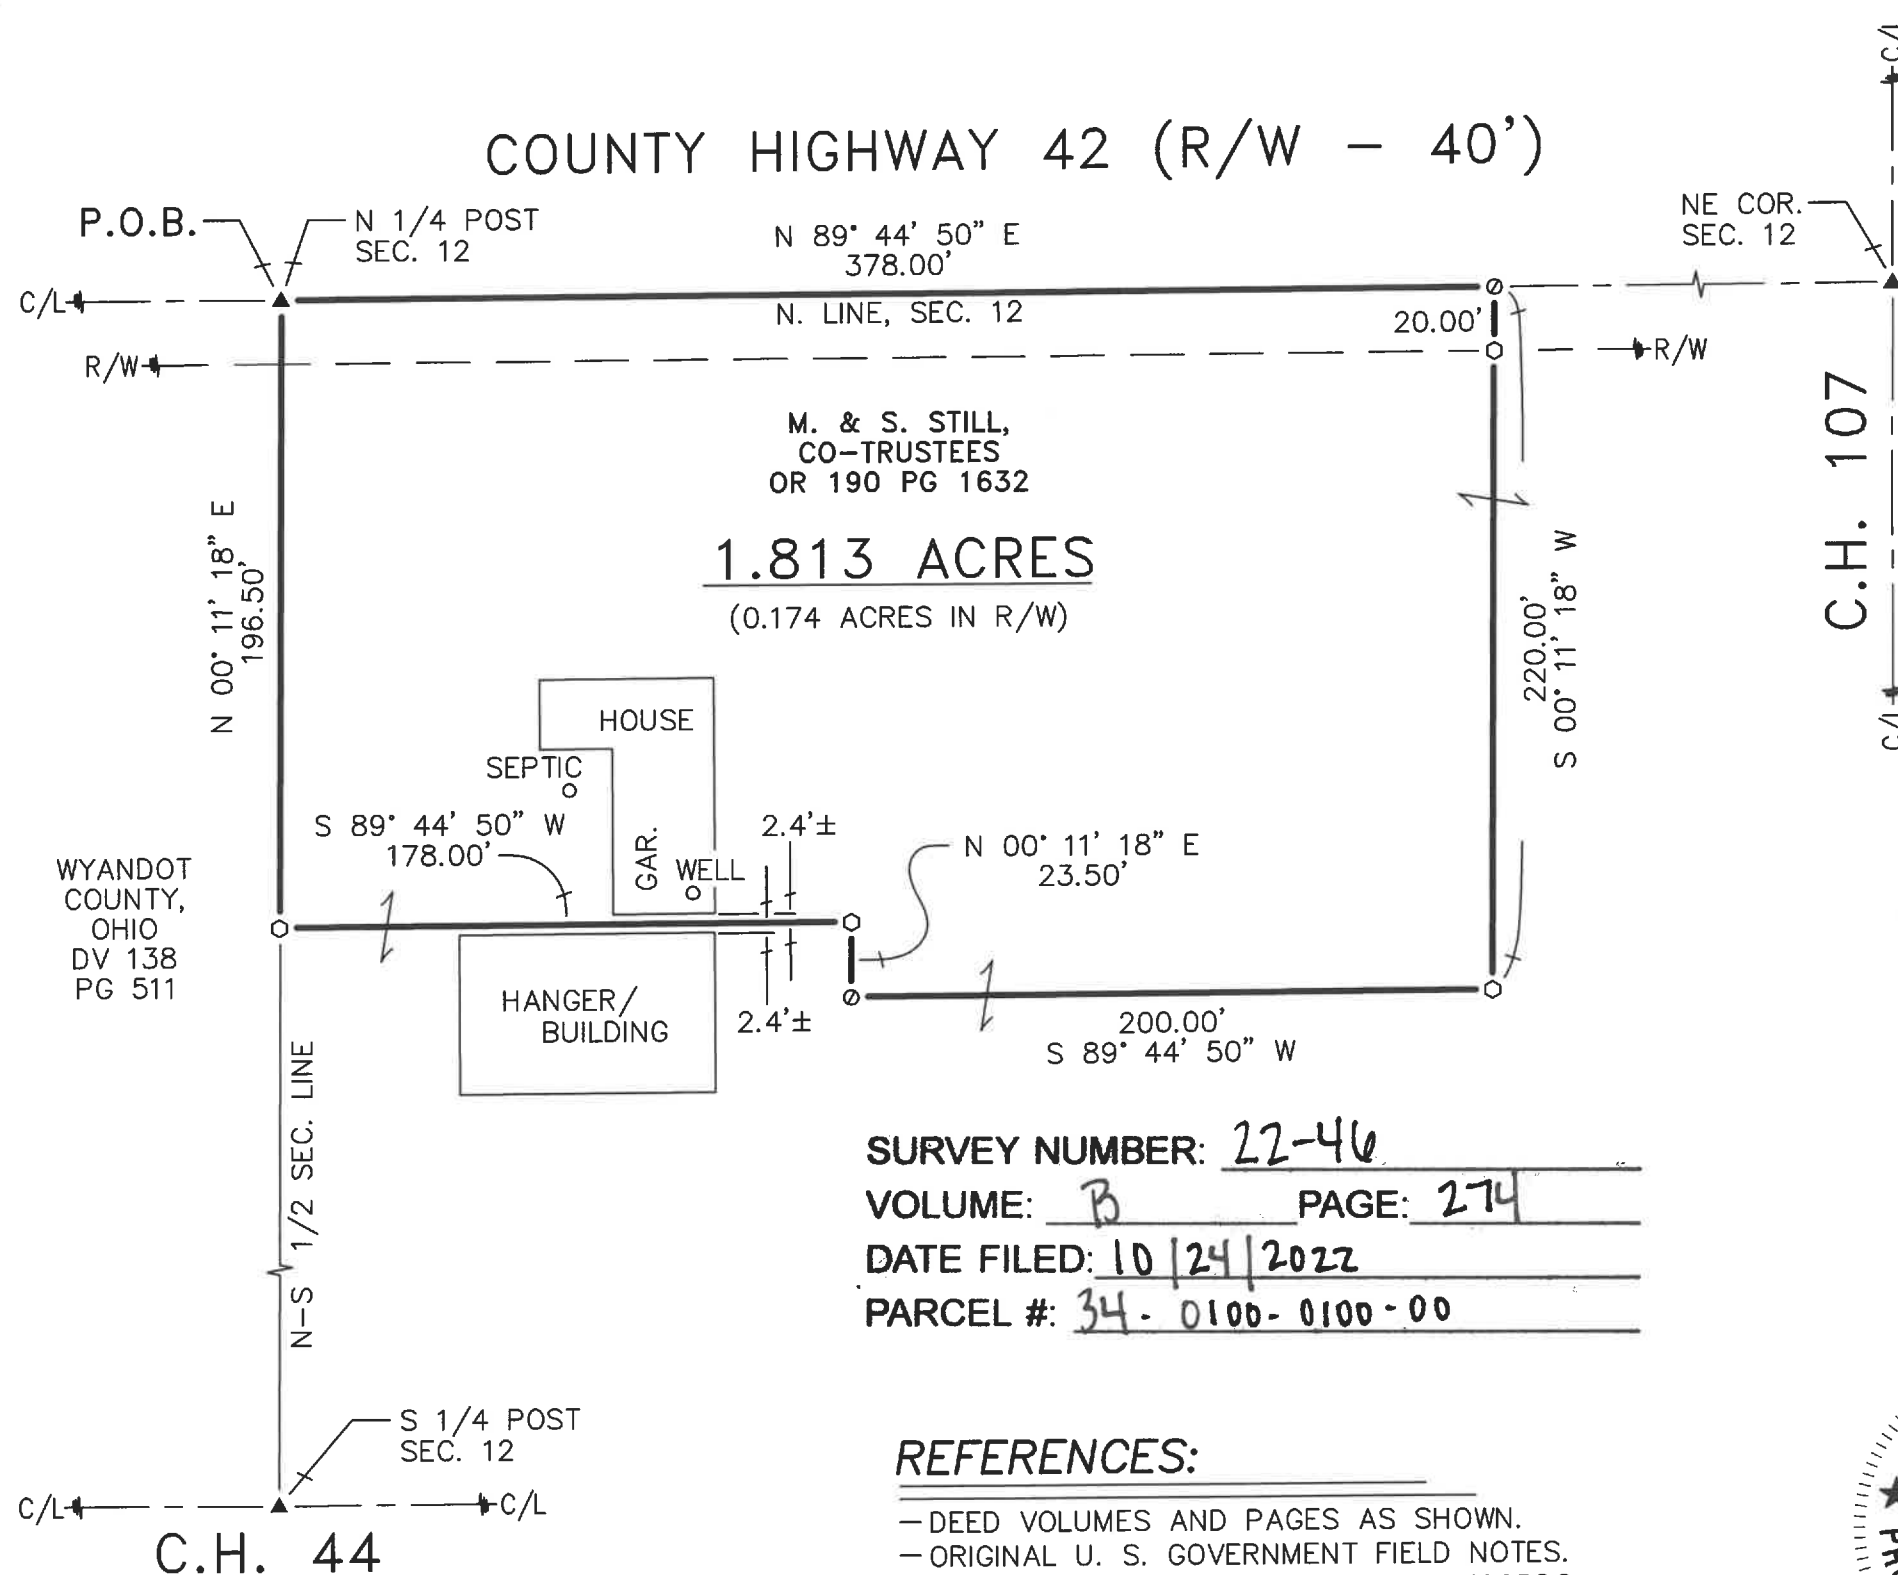 COUNTY HIGHWAY 42 (R/W - 40')
C/L
P.O.B.
N 1/4 POST
SEC. 12
N 89° 44' 50" E
378.00'
NE COR.
SEC. 12
C/L
N. LINE, SEC. 12
20.00'
R/W
R/W
M. & S. STILL,
CO-TRUSTEES
OR 190 PG 1632
1.813 ACRES
(0.174 ACRES IN R/W)
N 00° 11' 18" E
196.50'
220.00'
S 00° 11' 18" W
C.H. 107
C/L
HOUSE
SEPTIC
GAR.
WELL
S 89° 44' 50" W
178.00'
2.4'±
N 00° 11' 18" E
23.50'
WYANDOT
COUNTY,
OHIO
DV 138
PG 511
HANGER/
BUILDING
2.4'±
200.00'
S 89° 44' 50" W
N-S 1/2 SEC. LINE
SURVEY NUMBER: 22-46
VOLUME: B PAGE: 274
DATE FILED: 10/24/2022
PARCEL #: 34-0100-0100-00
S 1/4 POST
SEC. 12
C/L
C/L
C.H. 44
REFERENCES:
- DEED VOLUMES AND PAGES AS SHOWN.
- ORIGINAL U. S. GOVERNMENT FIELD NOTES.